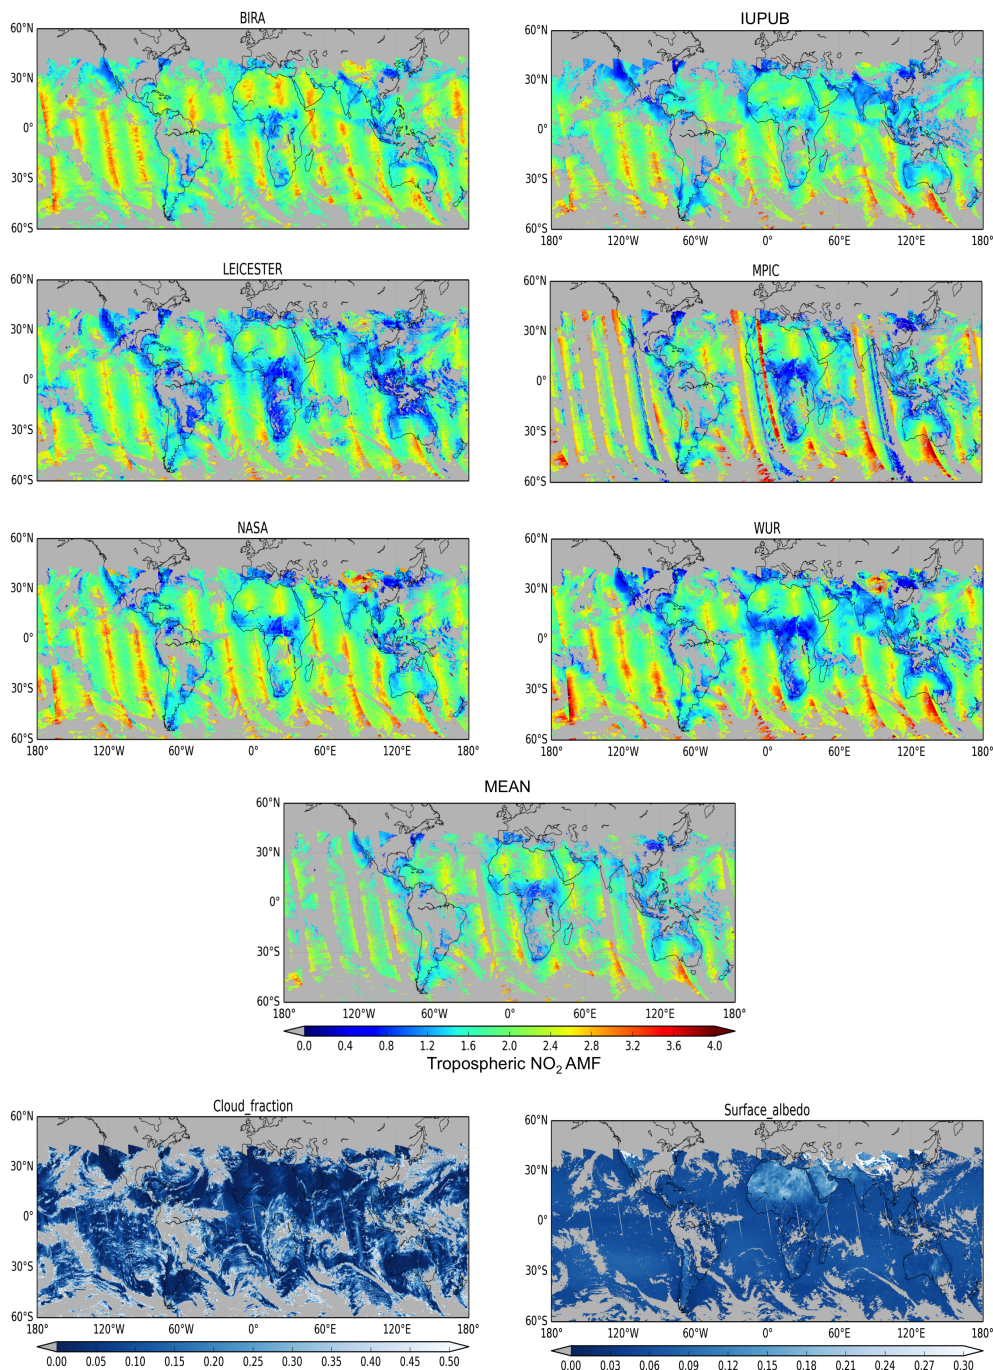 BIRA
IUPUB
60°N
30°N
0°
30°S
60°S
60°N
30°N
0°
30°S
60°S
180° 120°W 60°W 0° 60°E 120°E 180°
LEICESTER
MPIC
60°N
30°N
0°
30°S
60°S
60°N
30°N
0°
30°S
60°S
NASA
WUR
60°N
30°N
0°
30°S
60°S
180° 120°W 60°W 0° 60°E 120°E 180°
60°N
30°N
0°
30°S
60°S
180° 120°W 60°W 0° 60°E 120°E 180°
MEAN
60°N
30°N
0°
30°S
60°S
180° 120°W 60°W 0° 60°E 120°E 180°
0.0 0.4 0.8 1.2 1.6 2.0 2.4 2.8 3.2 3.6 4.0
Tropospheric NO₂ AMF
Cloud_fraction
Surface_albedo
60°N
30°N
0°
30°S
60°S
180° 120°W 60°W 0° 60°E 120°E 180°
0.00 0.05 0.10 0.15 0.20 0.25 0.30 0.35 0.40 0.45 0.50
60°N
30°N
0°
30°S
60°S
180° 120°W 60°W 0° 60°E 120°E 180°
0.00 0.03 0.06 0.09 0.12 0.15 0.18 0.21 0.24 0.27 0.30